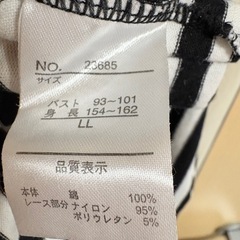 NO. 23685
サイズ
バスト 93~101
身長 154~162
LL
品質表示
本体 綿 100%
レース部分 ナイロン 95%
ポリウレタン 5%